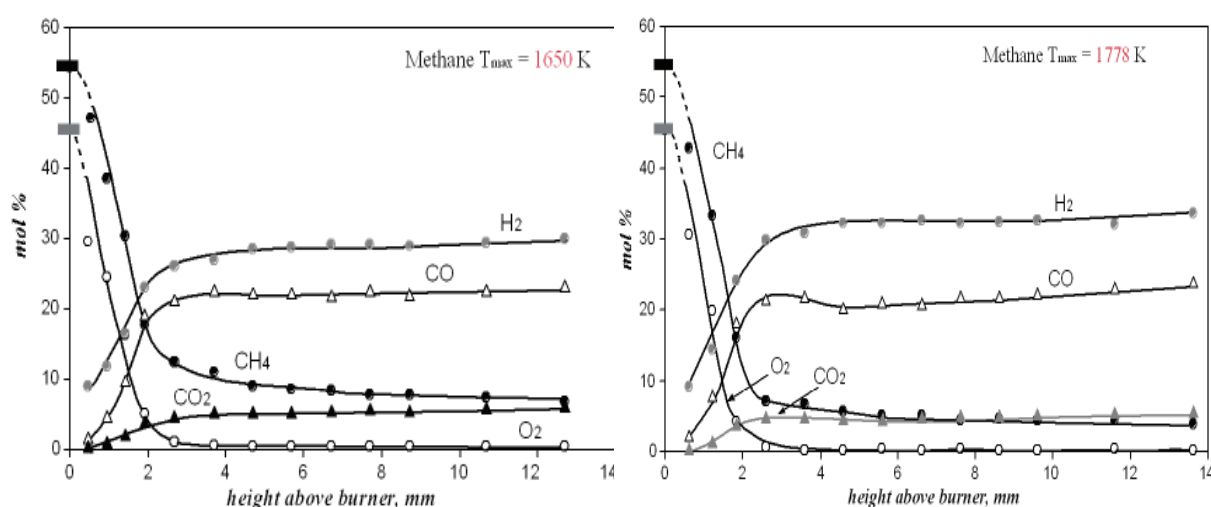 60
50
40
30
20
10
0
mol %
Methane Tmax = 1650 K
H2
CO
CH4
CO2
O2
0 2 4 6 8 10 12 14
height above burner, mm
60
50
40
30
20
10
0
mol %
Methane Tmax = 1778 K
CH4
H2
CO
O2
CO2
0 2 4 6 8 10 12 14
height above burner, mm